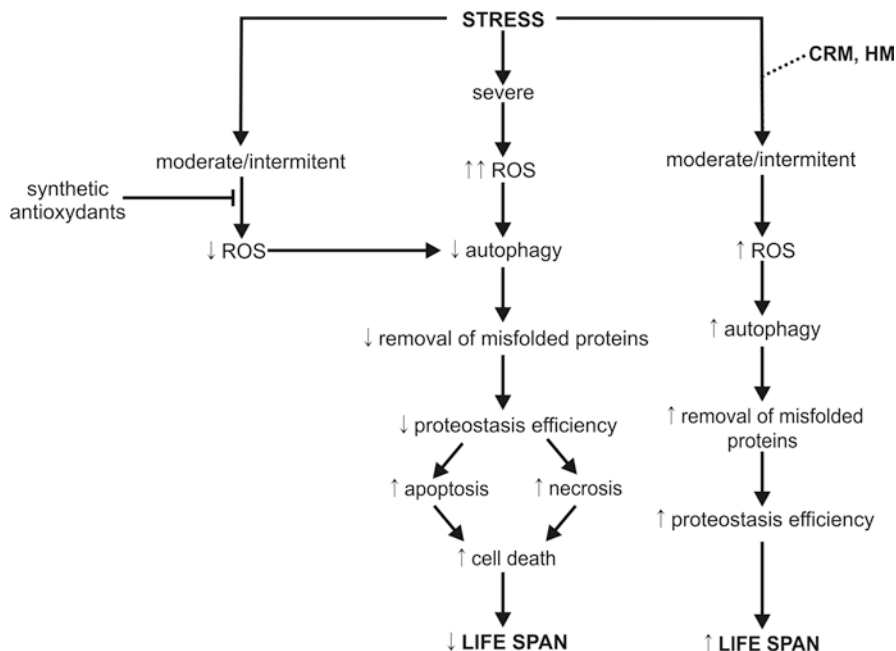 STRESS
CRM, HM
severe
moderate/intermitent
↑↑ ROS
moderate/intermitent
synthetic
antioxydants
↓ ROS
↓ autophagy
↑ ROS
↓ removal of misfolded proteins
↑ autophagy
↓ proteostasis efficiency
↑ removal of misfolded
proteins
↑ apoptosis
↑ necrosis
↑ proteostasis efficiency
↑ cell death
↓ LIFE SPAN
↑ LIFE SPAN